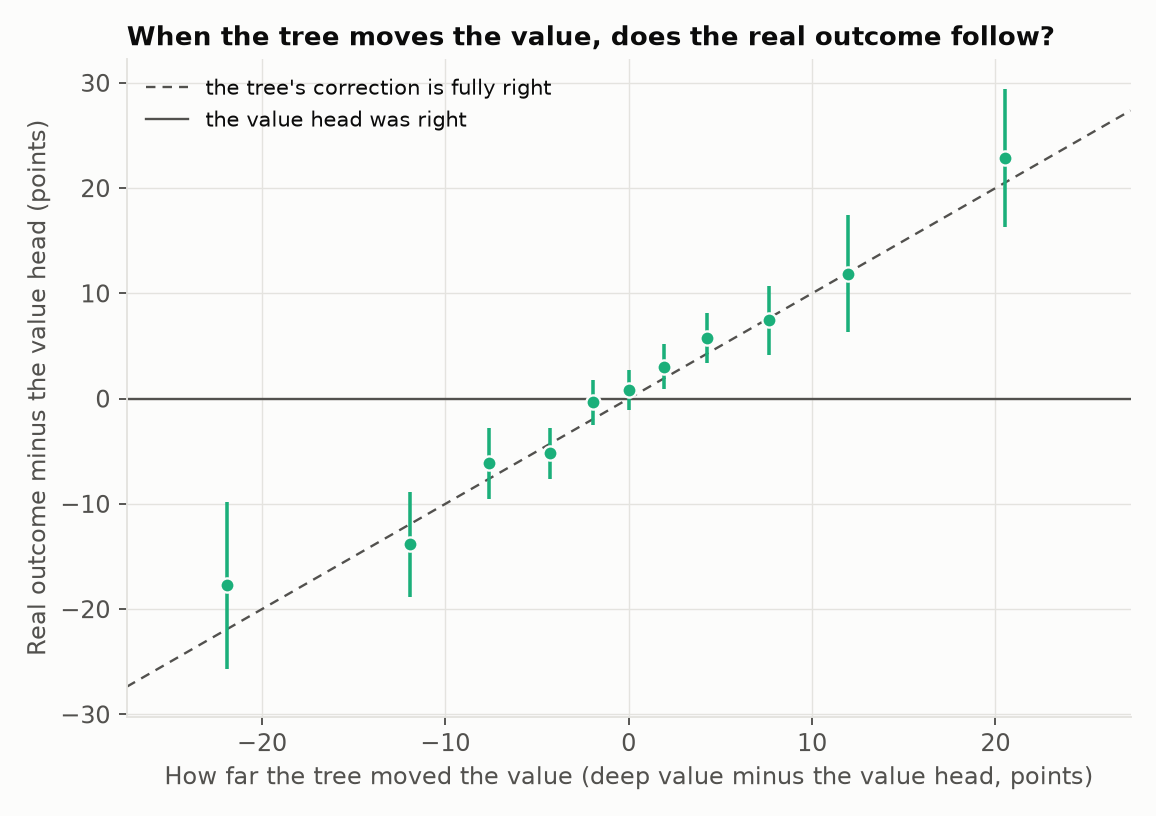 When the tree moves the value, does the real outcome follow?
the tree's correction is fully right
the value head was right
Real outcome minus the value head (points)
30
20
10
0
−10
−20
−30
−20
−10
0
10
20
How far the tree moved the value (deep value minus the value head, points)